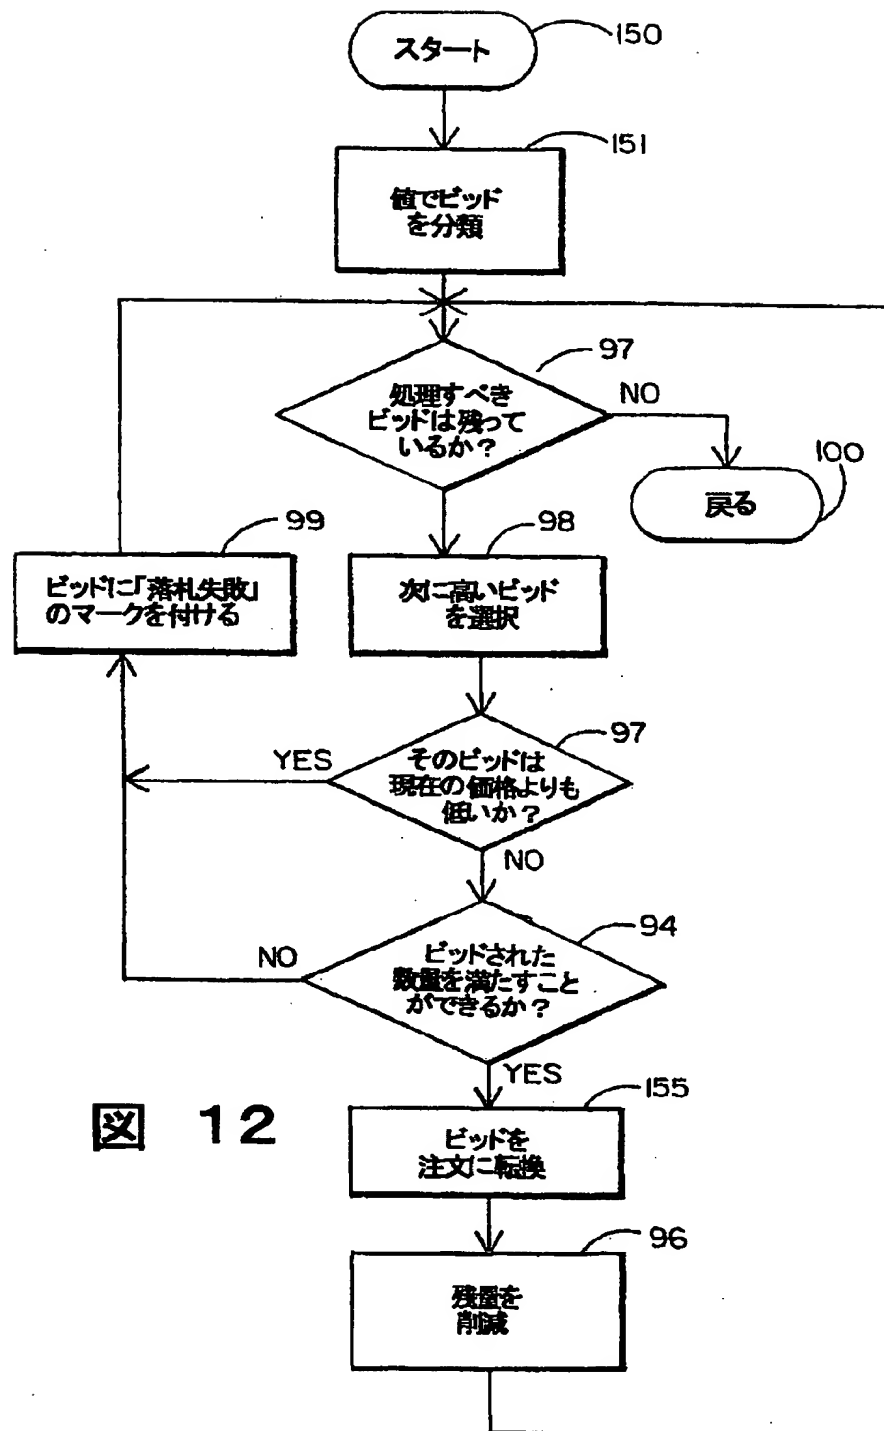 スタート
150
151
値でビッド
を分類
97
処理すべき
ビッドは残って
いるか?
NO
100
戻る
99
ビッドに「落札失敗」
のマークを付ける
98
次に高いビッド
を選択
97
そのビッドは
現在の価格よりも
低いか?
YES
NO
94
ビッドされた
数量を満たすこと
ができるか?
NO
YES
155
ビッドを
注文に転換
図 12
96
残量を
削減